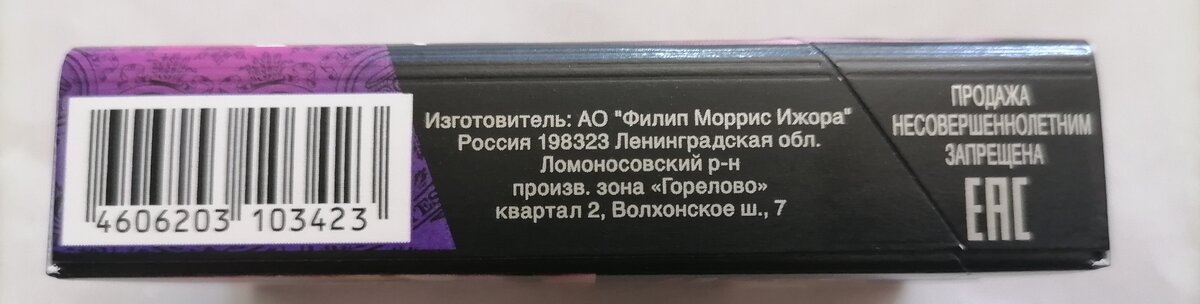 4606203 103423
Изготовитель: АО "Филип Моррис Ижора"
Россия 198323 Ленинградская обл.
Ломоносовский р-н
произв. зона «Горелово»
квартал 2, Волхонское ш., 7
ПРОДАЖА
НЕСОВЕРШЕННОЛЕТНИМ
ЗАПРЕЩЕНА
ЕАС